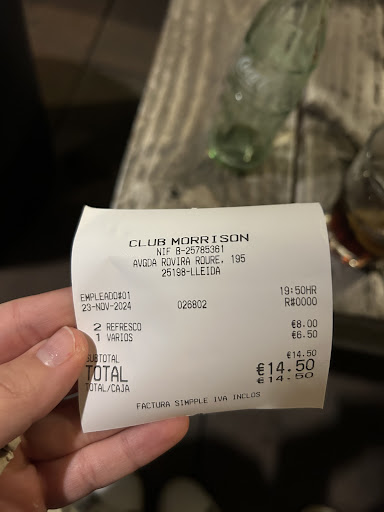 CLUB MORRISON
NIF B-25785361
AVGDA ROVIRA ROURE, 195
25198-LLEIDA
EMPLEADO#01 19:50HR
23-NOV-2024 026802 R#0000
2 REFRESCO €8.00
1 VARIOS €6.50
SUBTOTAL €14.50
TOTAL €14.50
TOTAL/CAJA €14.50
FACTURA SIMPPLE IVA INCLOS